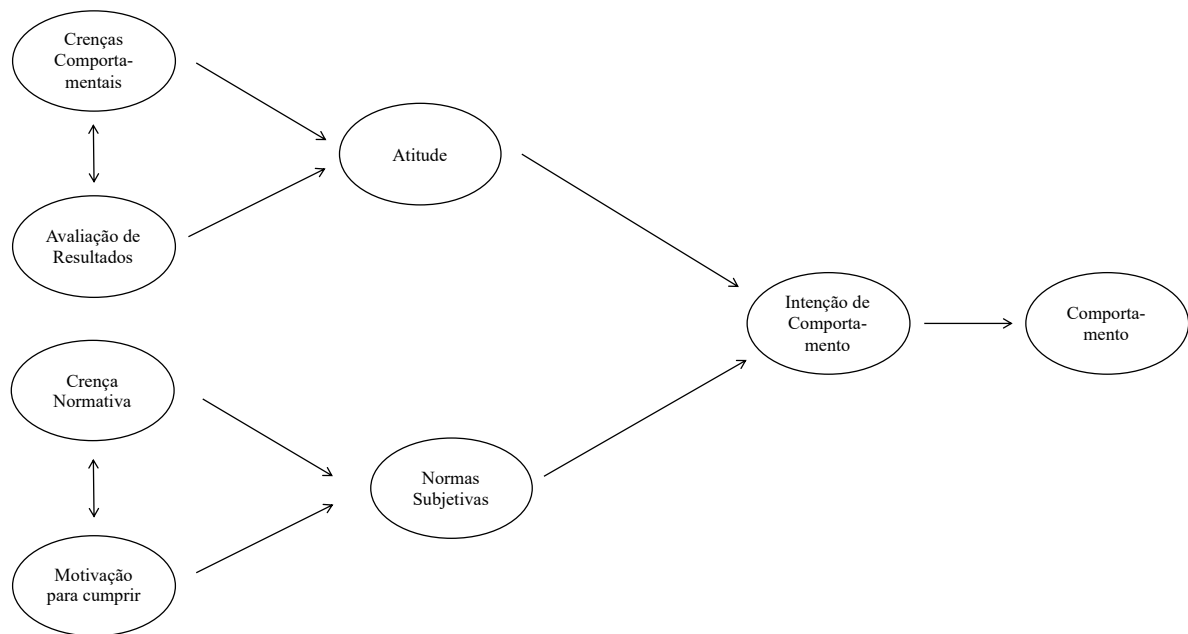 Crenças
Comporta-
mentais
Atitude
Avaliação de
Resultados
Intenção de
Comporta-
mento
Comporta-
mento
Crença
Normativa
Normas
Subjetivas
Motivação
para cumprir